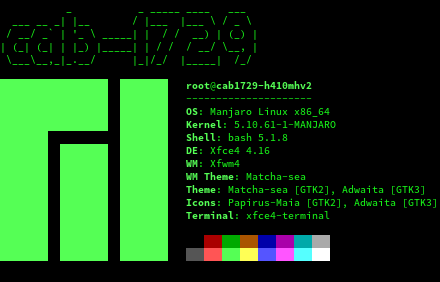 cab-1729
root@cab1729-h410mhv2
---------------------
OS: Manjaro Linux x86_64
Kernel: 5.10.61-1-MANJARO
Shell: bash 5.1.8
DE: Xfce4 4.16
WM: Xfwm4
WM Theme: Matcha-sea
Theme: Matcha-sea [GTK2], Adwaita [GTK3]
Icons: Papirus-Maia [GTK2], Adwaita [GTK3]
Terminal: xfce4-terminal